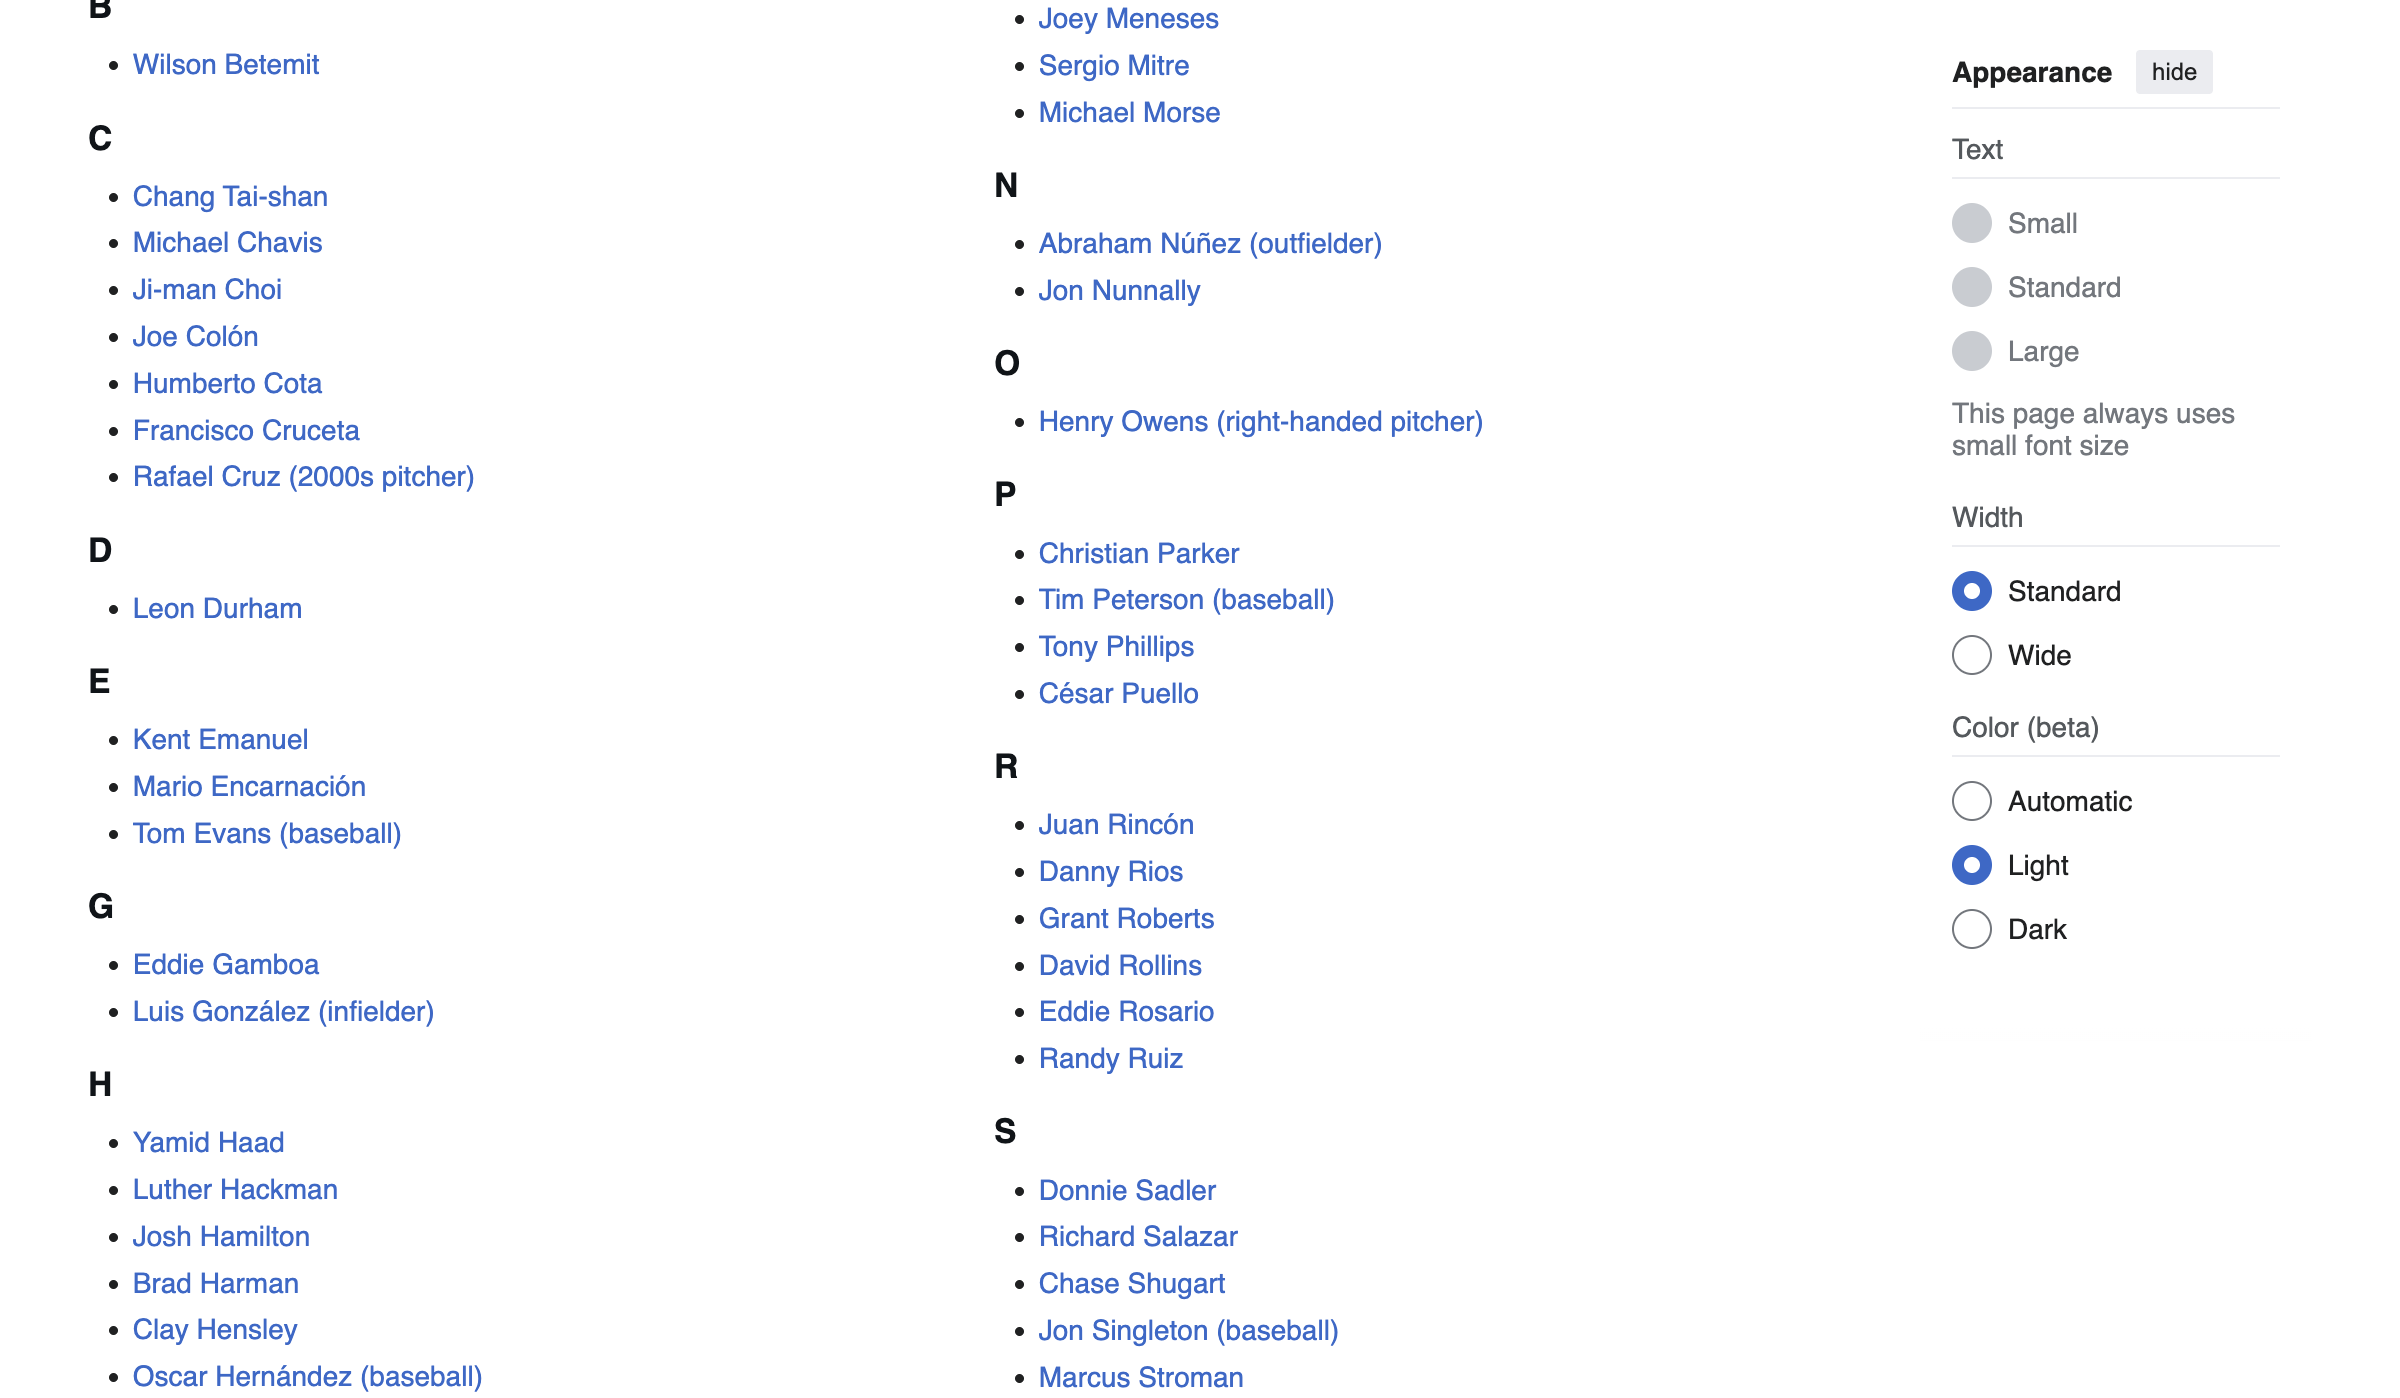 B
Wilson Betemit
C
Chang Tai-shan
Michael Chavis
Ji-man Choi
Joe Colón
Humberto Cota
Francisco Cruceta
Rafael Cruz (2000s pitcher)
D
Leon Durham
E
Kent Emanuel
Mario Encarnación
Tom Evans (baseball)
G
Eddie Gamboa
Luis González (infielder)
H
Yamid Haad
Luther Hackman
Josh Hamilton
Brad Harman
Clay Hensley
Oscar Hernández (baseball)
Joey Meneses
Sergio Mitre
Michael Morse
N
Abraham Núñez (outfielder)
Jon Nunnally
O
Henry Owens (right-handed pitcher)
P
Christian Parker
Tim Peterson (baseball)
Tony Phillips
César Puello
R
Juan Rincón
Danny Rios
Grant Roberts
David Rollins
Eddie Rosario
Randy Ruiz
S
Donnie Sadler
Richard Salazar
Chase Shugart
Jon Singleton (baseball)
Marcus Stroman
Appearance hide
Text
Small
Standard
Large
This page always uses
small font size
Width
Standard
Wide
Color (beta)
Automatic
Light
Dark